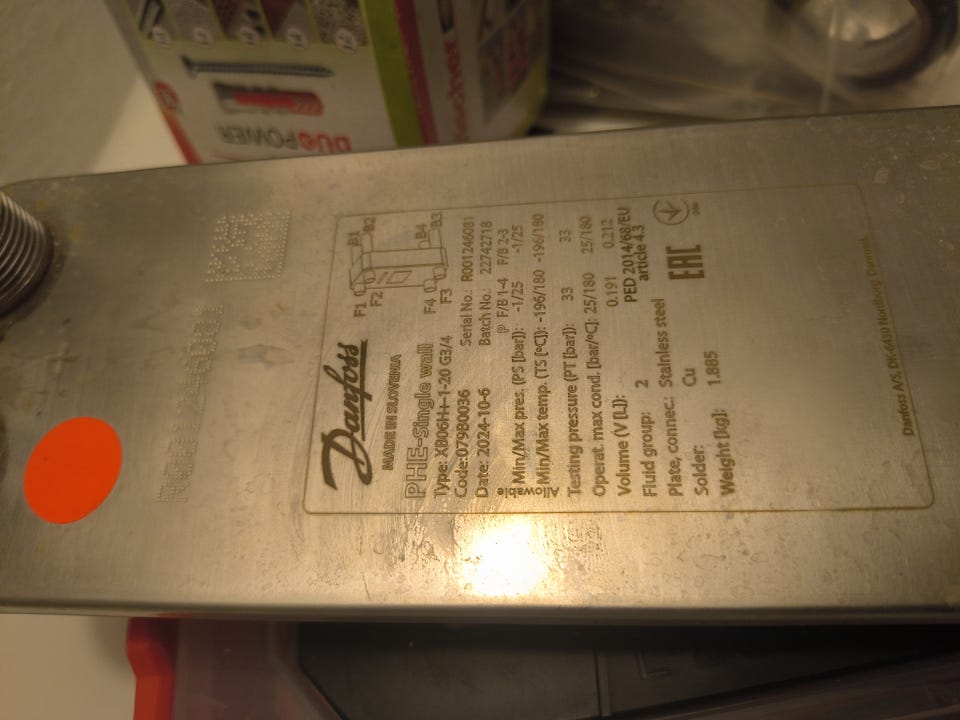 Danfoss
MADE IN SLOVENIA
F1
F2
F4
F3
B1
B2
B4
B3
PHE-Single wall
Type: XB06H+ 1-20 G3/4
Code:079B0036
Serial No.: R001246081
Date: 2024-10-6
Batch No.: 22742718
P F/B 1-4 F/B 2-3
Allowable
Min/Max pres. (PS [bar]): -1/25 -1/25
Min/Max temp. (TS [°C]): -196/180 -196/180
Testing pressure (PT [bar]): 33 33
Operat. max cond. [bar/°C]: 25/180 25/180
Volume (V [L]): 0.191 0.212
Fluid group: 2
PED 2014/68/EU
article 4.3
Plate, connec.: Stainless steel
Solder: Cu
EAC
Weight [kg]: 1.885
Danfoss A/S, DK-6430 Nordborg Denmark
DUOPOWER